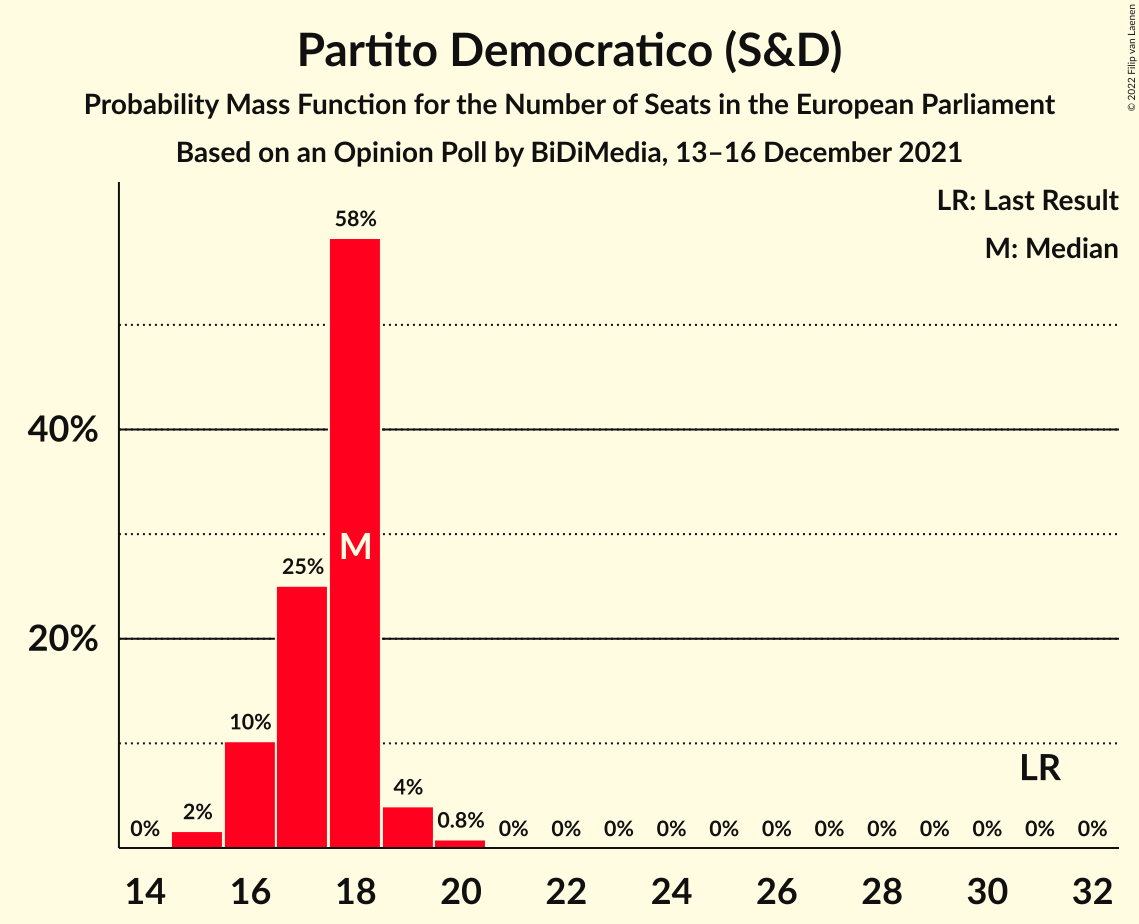 Partito Democratico (S&D)
Probability Mass Function for the Number of Seats in the European Parliament
Based on an Opinion Poll by BiDiMedia, 13–16 December 2021
© 2022 Filip van Laenen
LR: Last Result
M: Median
58%
40%
M
25%
20%
10%
LR
4%
2%
0.8%
0% 0% 0% 0% 0% 0% 0% 0% 0% 0% 0% 0% 0%
14 16 18 20 22 24 26 28 30 32